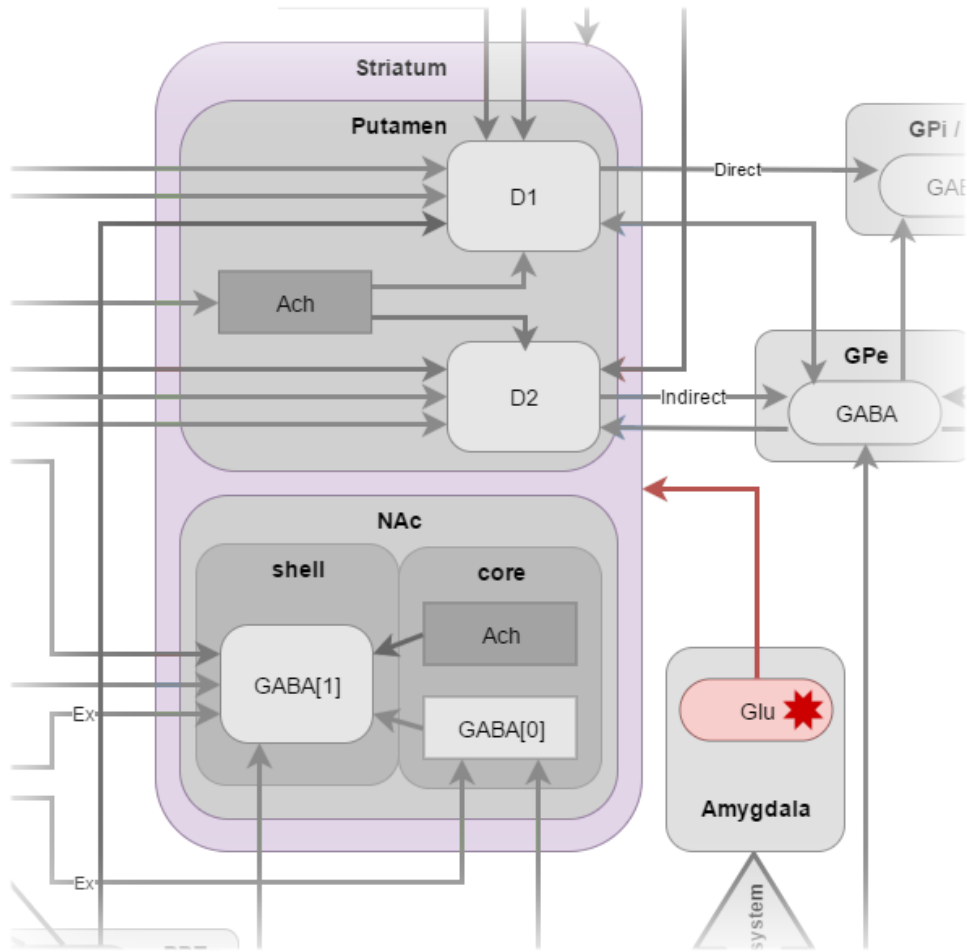 Striatum
Putamen
GPi /
D1
Direct
Ach
GPe
D2
Indirect
GABA
NAc
shell
core
Ach
GABA[1]
Ex
GABA[0]
Glu
Amygdala
Ex
system